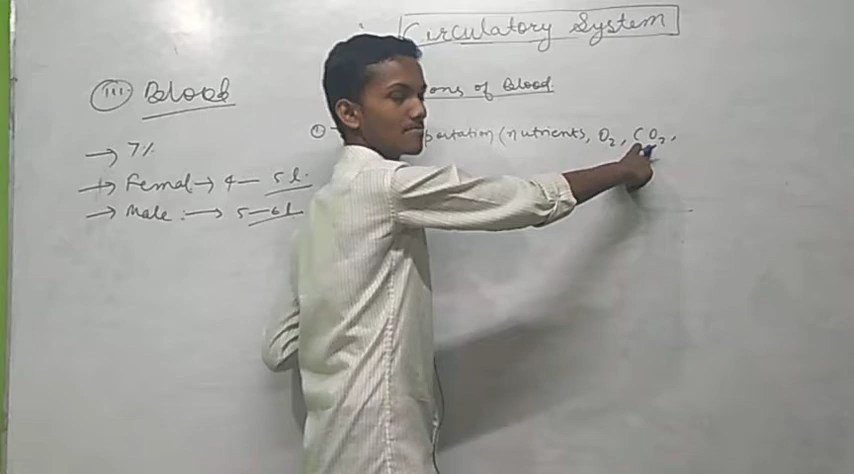 Circulatory System
(iii) Blood
ons of Blood
→ 7%
① → portation (nutrients, O₂, CO₂,
→ Femal → 4 — 5 l.
→ Male :→ 5 — 6 l